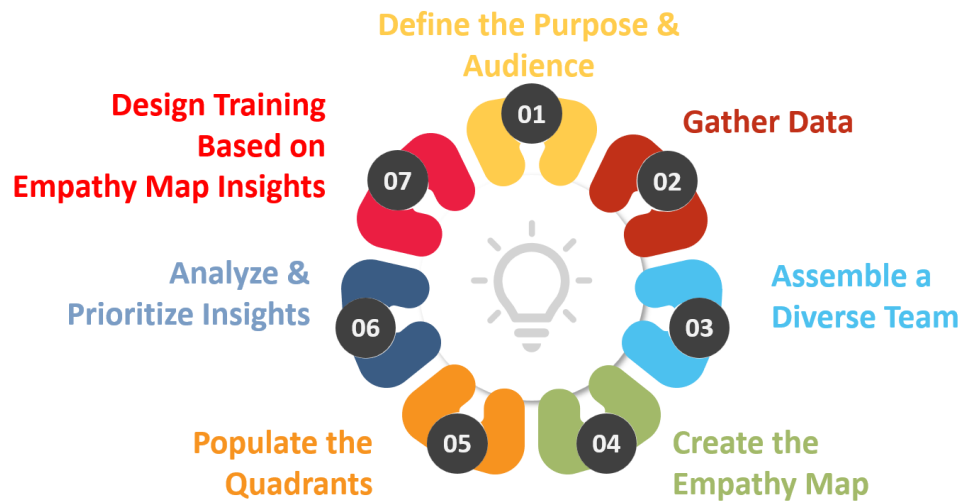 Define the Purpose &
Audience
01
Gather Data
02
Assemble a
Diverse Team
03
Create the
Empathy Map
04
Populate the
Quadrants
05
Analyze &
Prioritize Insights
06
Design Training
Based on
Empathy Map Insights
07